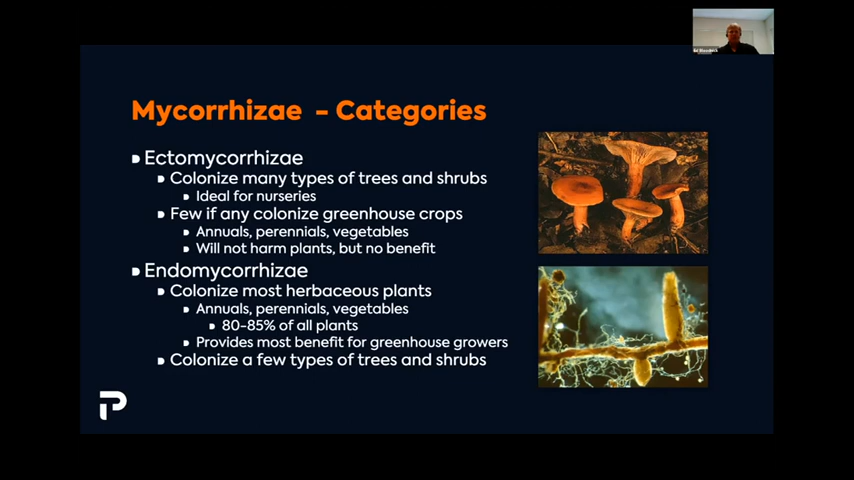 Mycorrhizae - Categories
Ectomycorrhizae
Colonize many types of trees and shrubs
Ideal for nurseries
Few if any colonize greenhouse crops
Annuals, perennials, vegetables
Will not harm plants, but no benefit
Endomycorrhizae
Colonize most herbaceous plants
Annuals, perennials, vegetables
80-85% of all plants
Provides most benefit for greenhouse growers
Colonize a few types of trees and shrubs